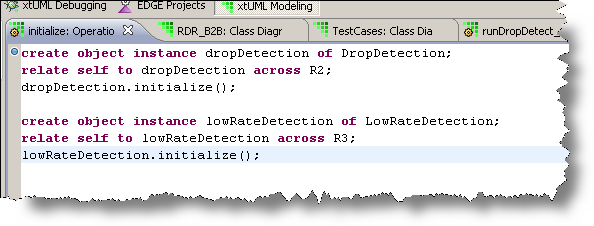 xtUML Debugging EDGE Projects xtUML Modeling
initialize: Operatio RDR_B2B: Class Diagr TestCases: Class Dia runDropDetect
create object instance dropDetection of DropDetection;
relate self to dropDetection across R2;
dropDetection.initialize();
create object instance lowRateDetection of LowRateDetection;
relate self to lowRateDetection across R3;
lowRateDetection.initialize();